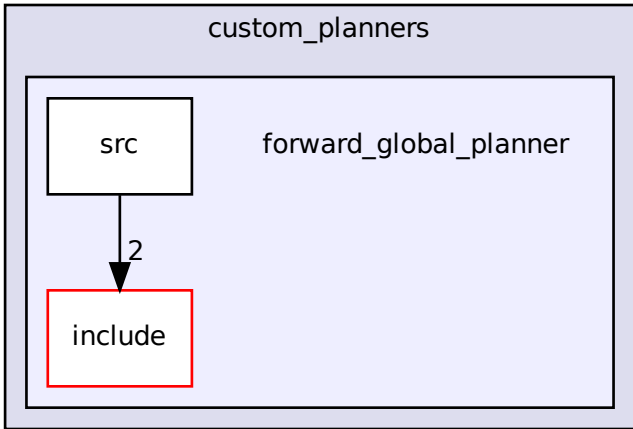 custom_planners
src
forward_global_planner
2
include